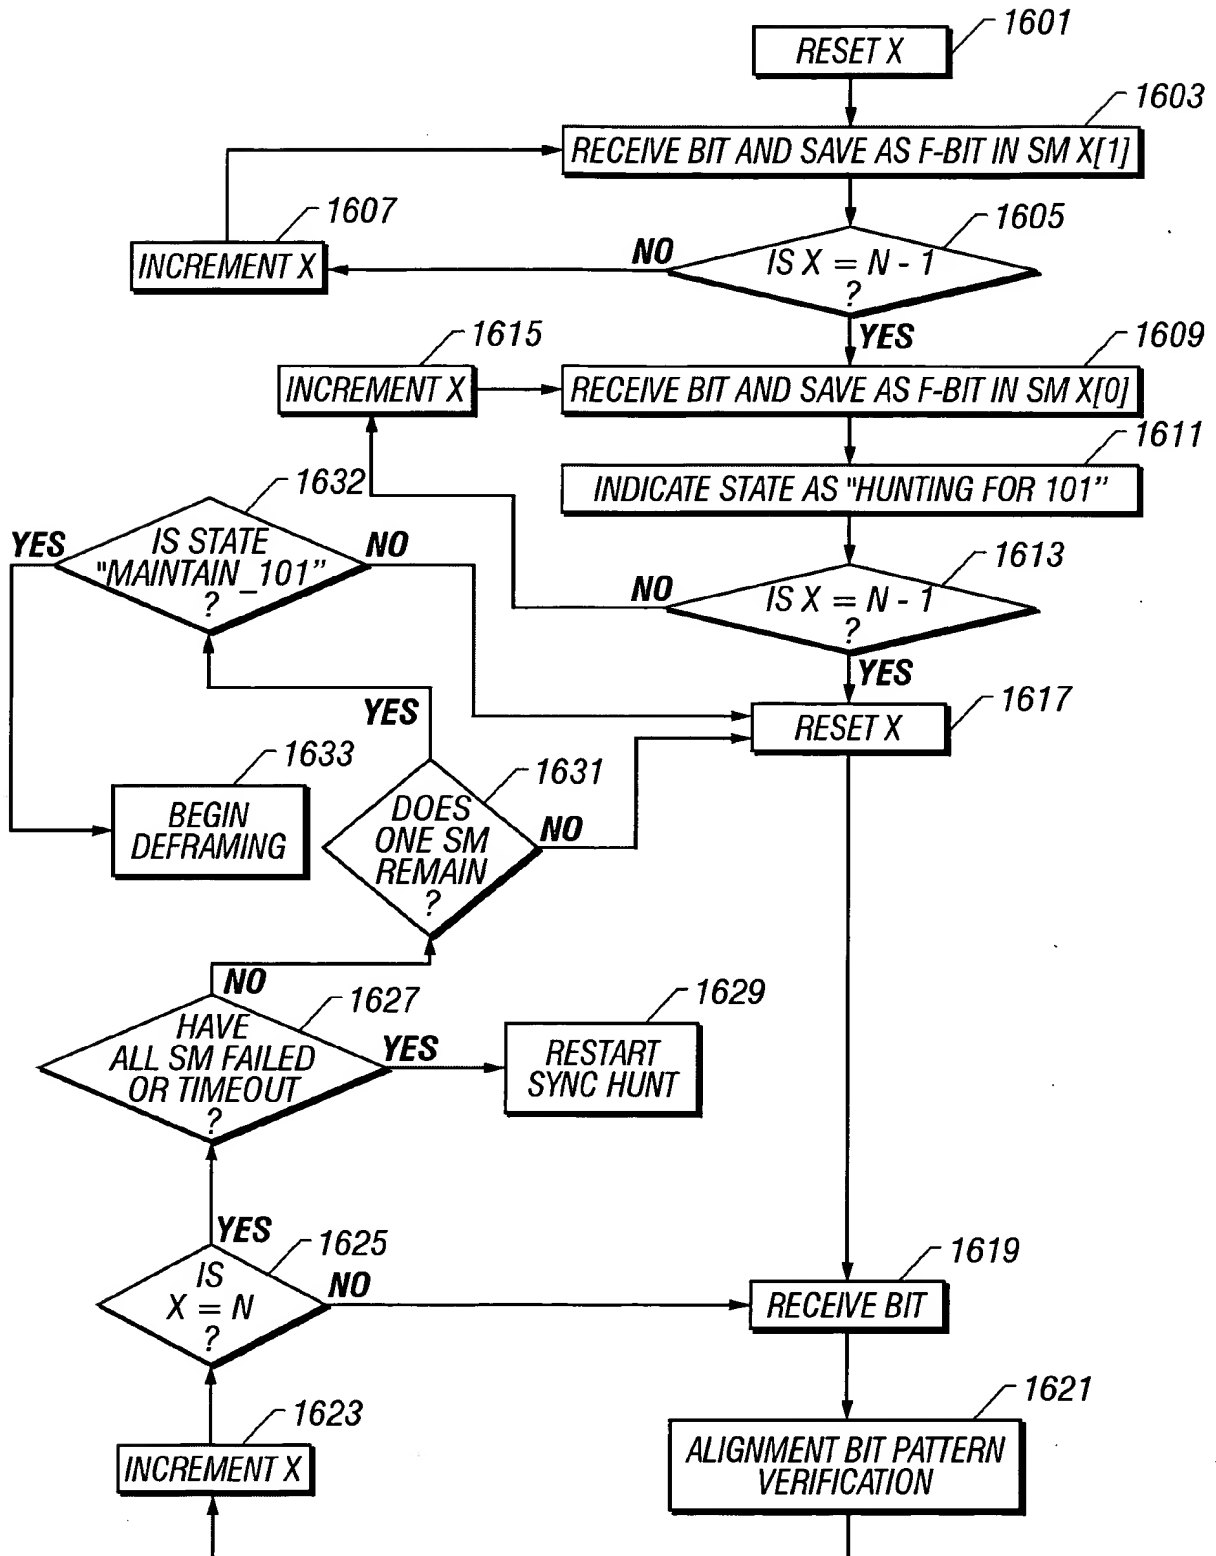 1601
RESET X
1603
RECEIVE BIT AND SAVE AS F-BIT IN SM X[1]
1607
INCREMENT X
1605
IS X = N - 1
?
NO
YES
1615
INCREMENT X
1609
RECEIVE BIT AND SAVE AS F-BIT IN SM X[0]
1611
INDICATE STATE AS "HUNTING FOR 101"
1632
IS STATE
"MAINTAIN_101"
?
YES
NO
1613
IS X = N - 1
?
NO
YES
1617
RESET X
YES
1633
BEGIN
DEFRAMING
1631
DOES
ONE SM
REMAIN
?
NO
NO
1627
HAVE
ALL SM FAILED
OR TIMEOUT
?
YES
1629
RESTART
SYNC HUNT
YES
1625
IS
X = N
?
NO
1619
RECEIVE BIT
1623
INCREMENT X
1621
ALIGNMENT BIT PATTERN
VERIFICATION